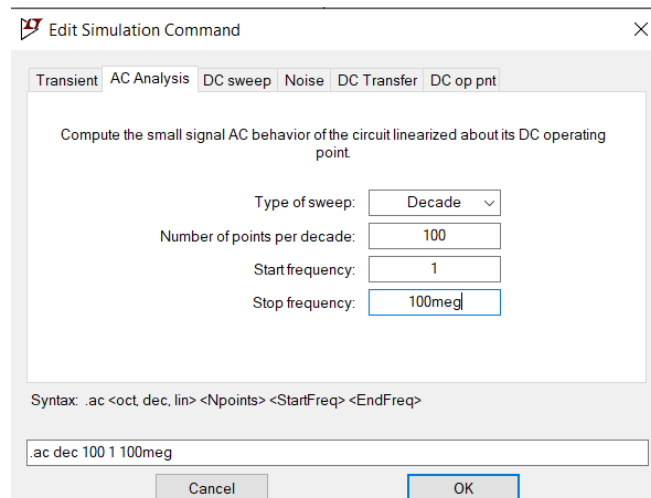 Edit Simulation Command
Transient AC Analysis DC sweep Noise DC Transfer DC op pnt
Compute the small signal AC behavior of the circuit linearized about its DC operating
point.
Type of sweep: Decade
Number of points per decade: 100
Start frequency: 1
Stop frequency: 100meg
Syntax: .ac <oct, dec, lin> <Npoints> <StartFreq> <EndFreq>
.ac dec 100 1 100meg
Cancel OK